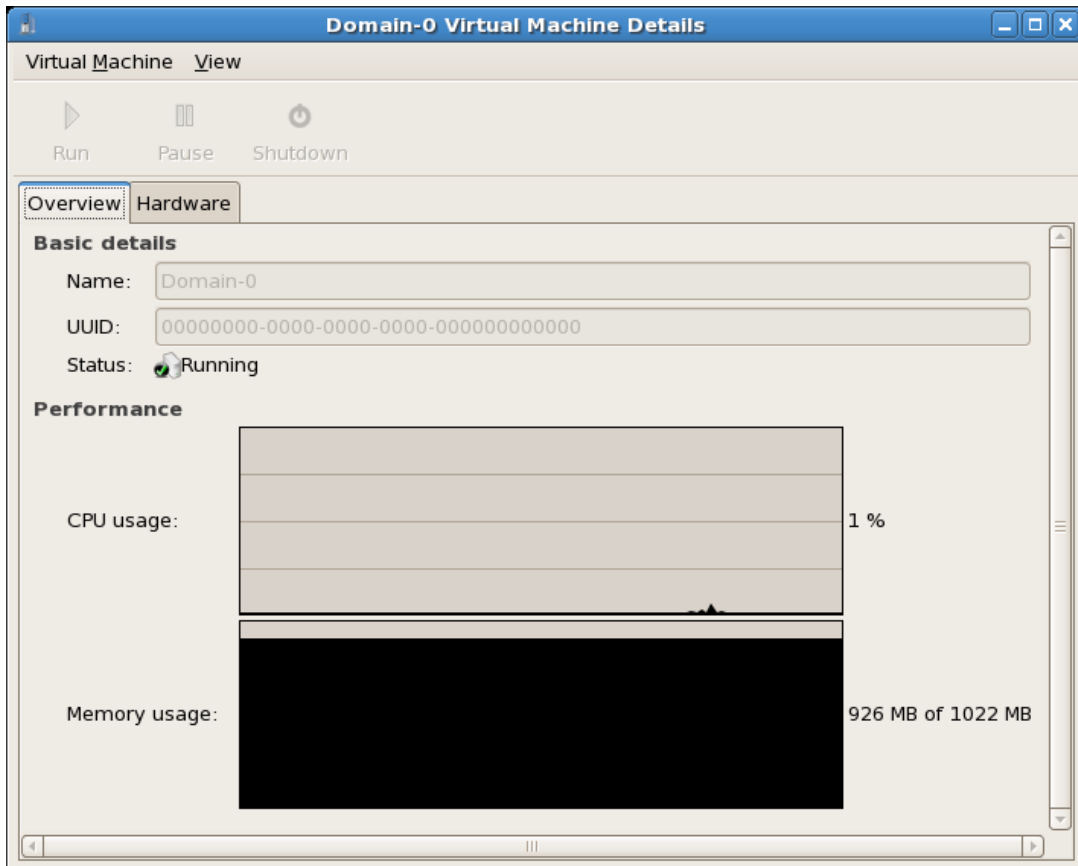 Domain-0 Virtual Machine Details
Virtual Machine View
Run Pause Shutdown
Overview Hardware
Basic details
Name: Domain-0
UUID: 00000000-0000-0000-0000-000000000000
Status: Running
Performance
CPU usage: 1 %
Memory usage: 926 MB of 1022 MB